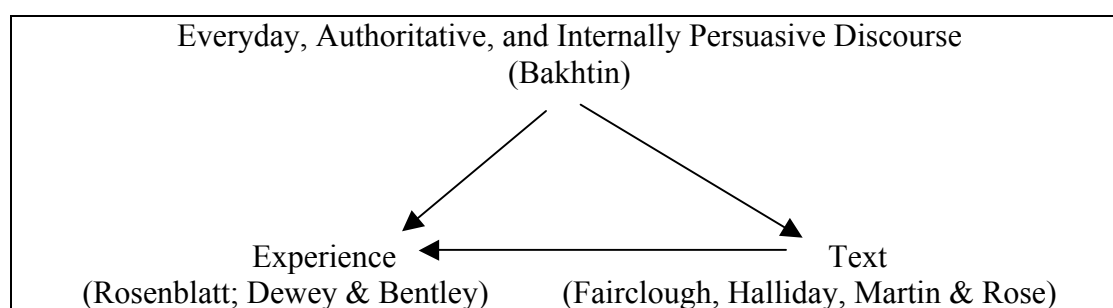 Everyday, Authoritative, and Internally Persuasive Discourse
(Bakhtin)
Experience
(Rosenblatt; Dewey & Bentley)
Text
(Fairclough, Halliday, Martin & Rose)